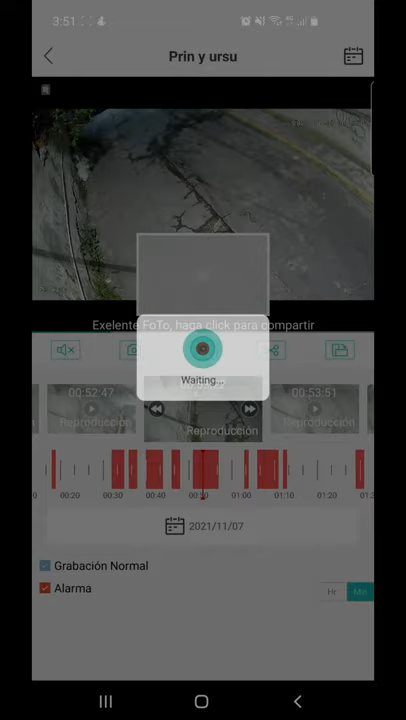 3:51
Prin y ursu
Exelente FoTo, haga click para compartir
Waiting...
00:52:47
00:53:51
Reproducción
Reproducción
Reproducción
00:20
00:30
00:40
00:50
01:00
01:10
01:20
2021/11/07
Grabación Normal
Alarma
Hr
Min